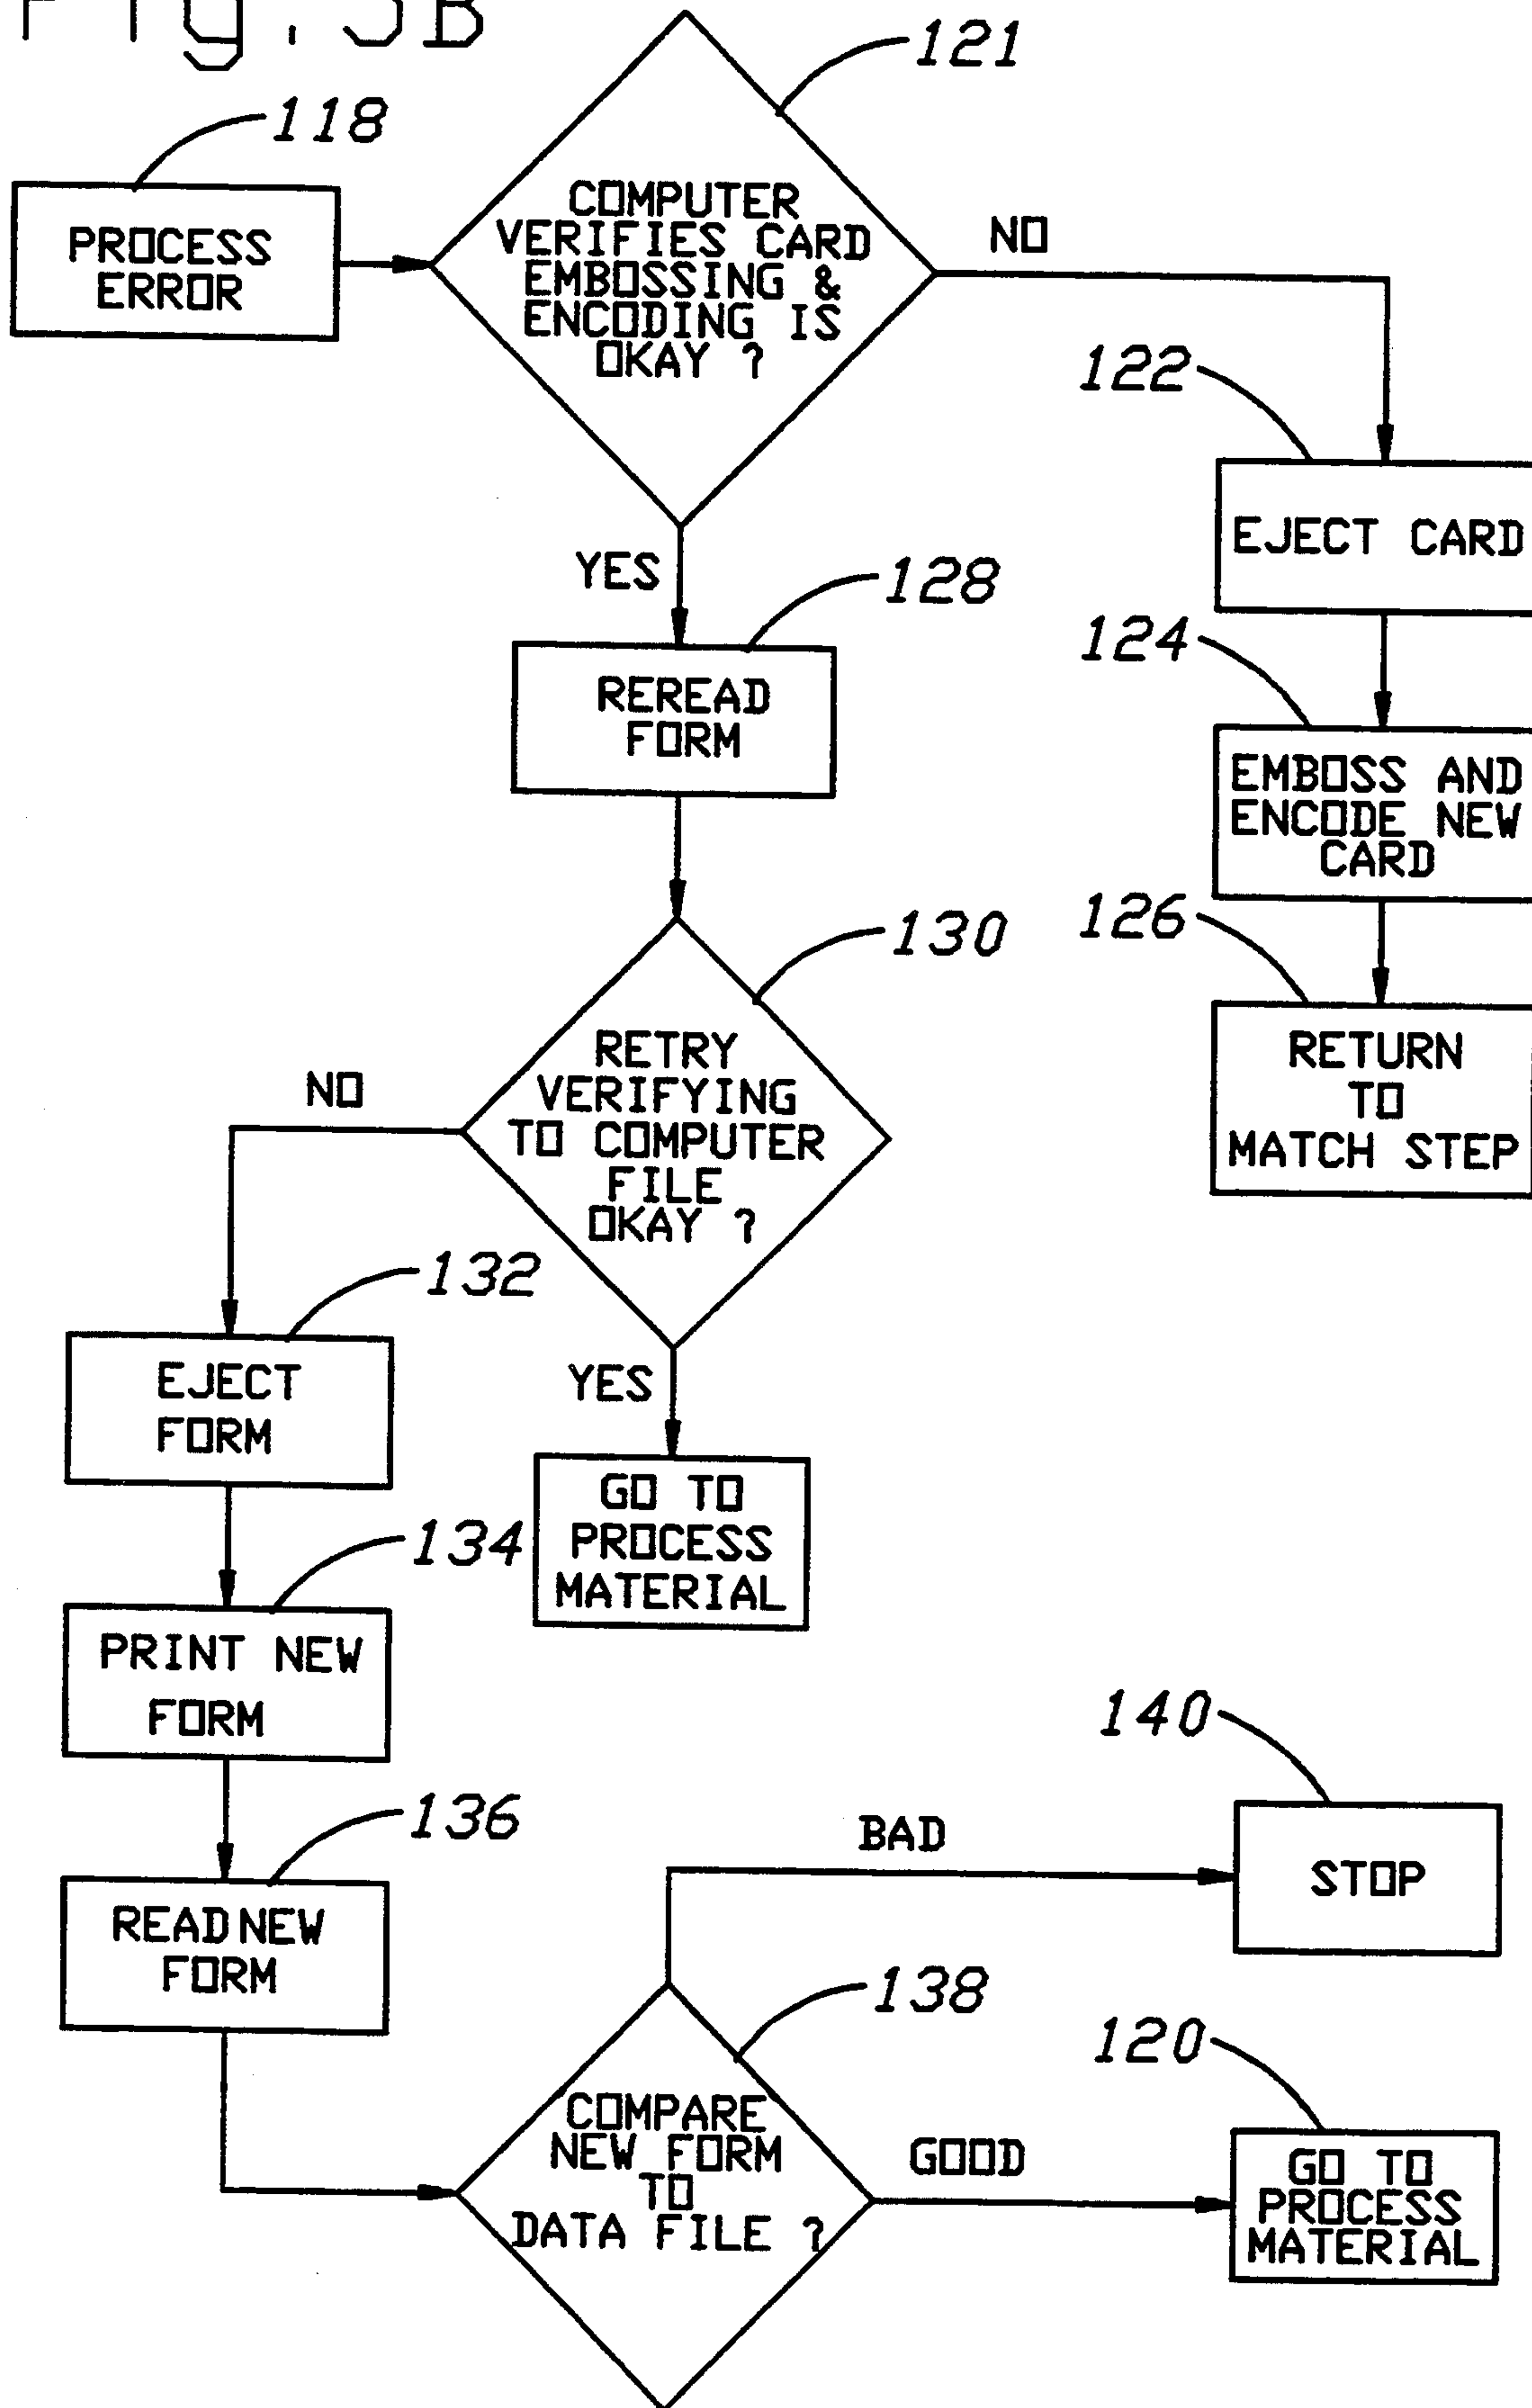 Fig. 5B
121
118
COMPUTER
VERIFIES CARD
EMBOSSING &
ENCODING IS
OKAY ?
NO
PROCESS
ERROR
122
EJECT CARD
YES
128
124
REREAD
FORM
EMBOSS AND
ENCODE NEW
CARD
126
130
RETRY
VERIFYING
TO COMPUTER
FILE
OKAY ?
RETURN
TO
MATCH STEP
NO
132
EJECT
FORM
YES
GO TO
PROCESS
MATERIAL
134
PRINT NEW
FORM
140
136
BAD
STOP
READ NEW
FORM
138
120
COMPARE
NEW FORM
TO
DATA FILE ?
GOOD
GO TO
PROCESS
MATERIAL